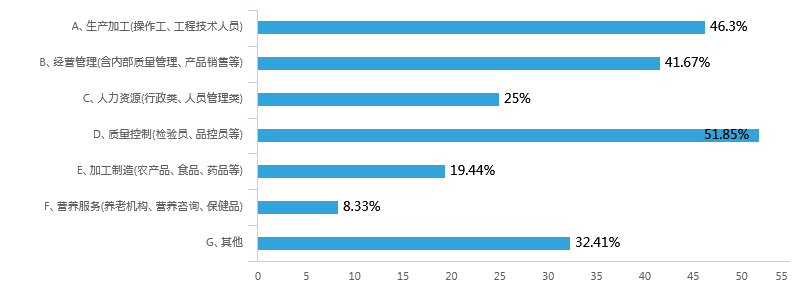 A、生产加工(操作工、工程技术人员) 46.3%
B、经营管理(含内部质量管理、产品销售等) 41.67%
C、人力资源(行政类、人员管理类) 25%
D、质量控制(检验员、品控员等) 51.85%
E、加工制造(农产品、食品、药品等) 19.44%
F、营养服务(养老机构、营养咨询、保健品) 8.33%
G、其他 32.41%
0 5 10 15 20 25 30 35 40 45 50 55